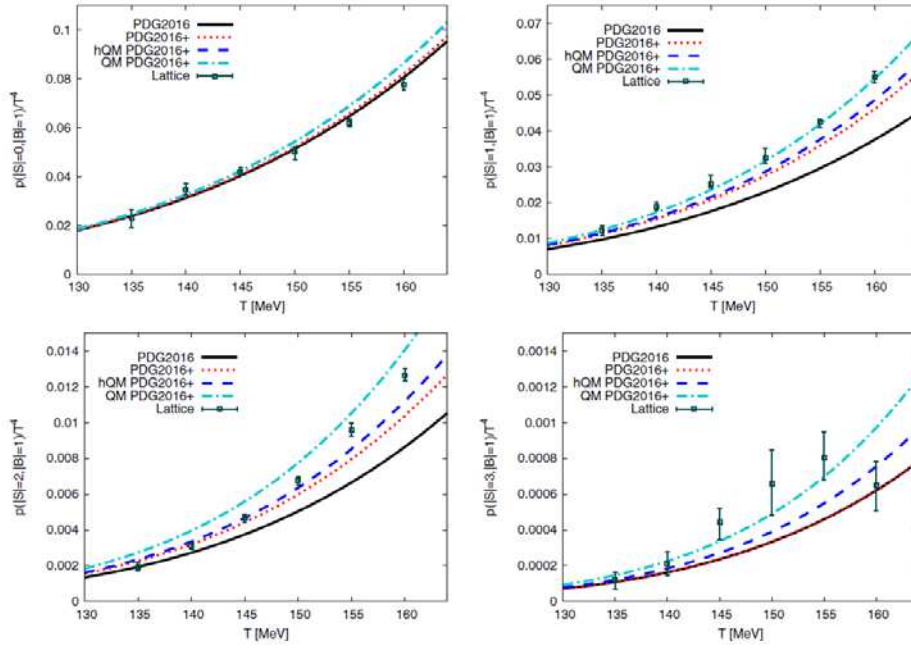 0.1
0.08
0.06
0.04
0.02
0
PDG2016
PDG2016+
hQM PDG2016+
QM PDG2016+
Lattice
p(|S|=0,|B|=1)/T⁴
130 135 140 145 150 155 160
T [MeV]
0.07
0.06
0.05
0.04
0.03
0.02
0.01
0
PDG2016
PDG2016+
hQM PDG2016+
QM PDG2016+
Lattice
p(|S|=1,|B|=1)/T⁴
130 135 140 145 150 155 160
T [MeV]
0.014
0.012
0.01
0.008
0.006
0.004
0.002
0
PDG2016
PDG2016+
hQM PDG2016+
QM PDG2016+
Lattice
p(|S|=2,|B|=1)/T⁴
130 135 140 145 150 155 160
T [MeV]
0.0014
0.0012
0.001
0.0008
0.0006
0.0004
0.0002
0
PDG2016
PDG2016+
hQM PDG2016+
QM PDG2016+
Lattice
p(|S|=3,|B|=1)/T⁴
130 135 140 145 150 155 160
T [MeV]